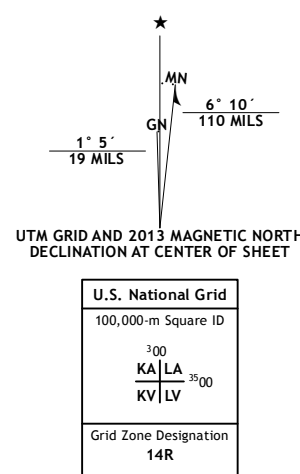 ★
MN
GN
6° 10´
110 MILS
1° 5´
19 MILS
UTM GRID AND 2013 MAGNETIC NORTH
DECLINATION AT CENTER OF SHEET
U.S. National Grid
100,000-m Square ID
³00
KA LA
³⁵00
KV LV
Grid Zone Designation
14R